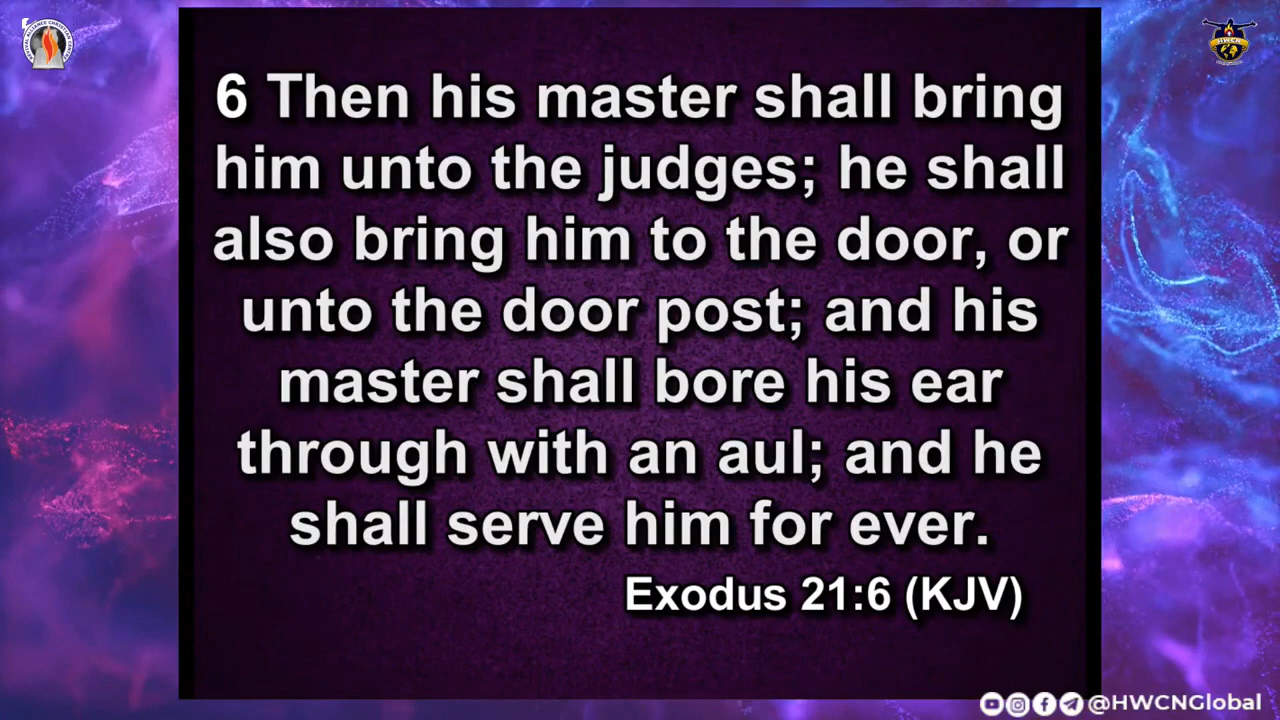 6 Then his master shall bring
him unto the judges; he shall
also bring him to the door, or
unto the door post; and his
master shall bore his ear
through with an aul; and he
shall serve him for ever.
Exodus 21:6 (KJV)
HWCN
@HWCNGlobal